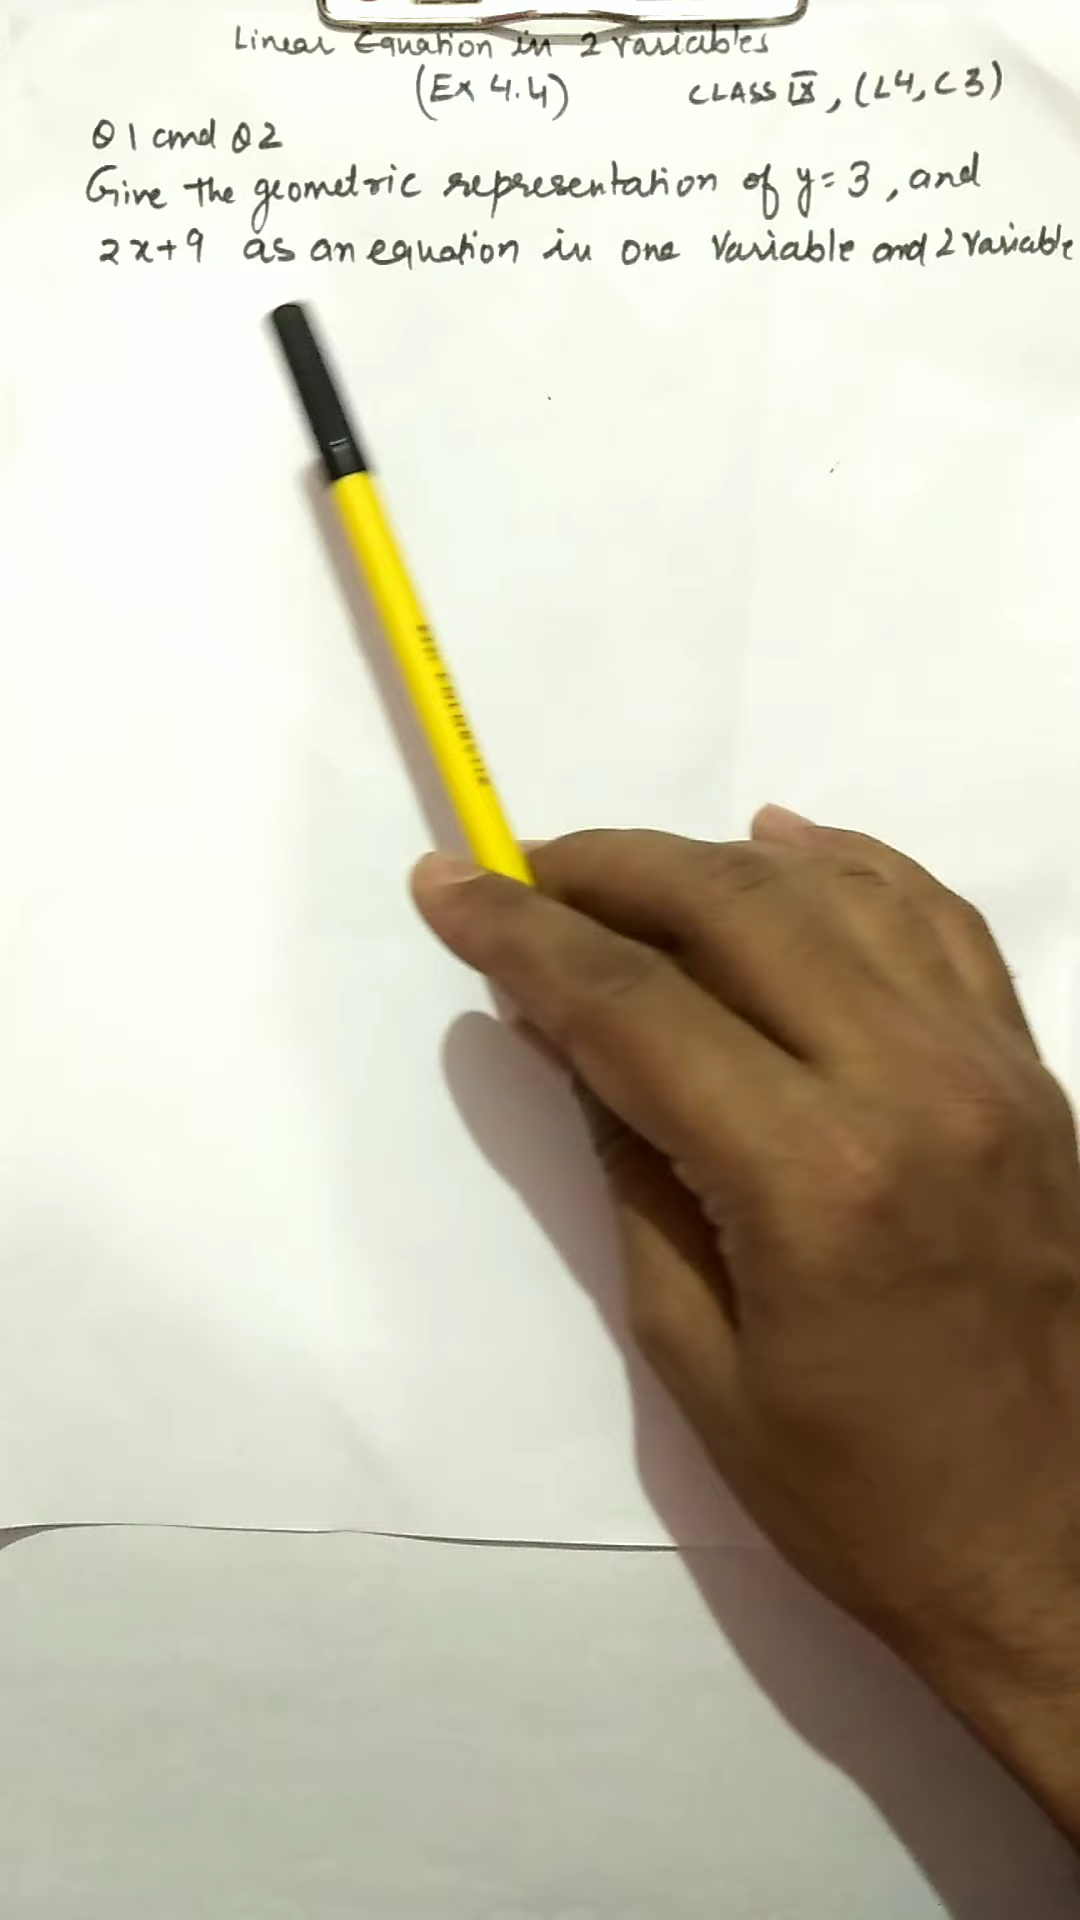 Linear Equation in 2 variables
(Ex 4.4) CLASS IX, (L4, C3)
Q1 and Q2
Give the geometric representation of y=3, and
2x+9 as an equation in one variable and 2 variable